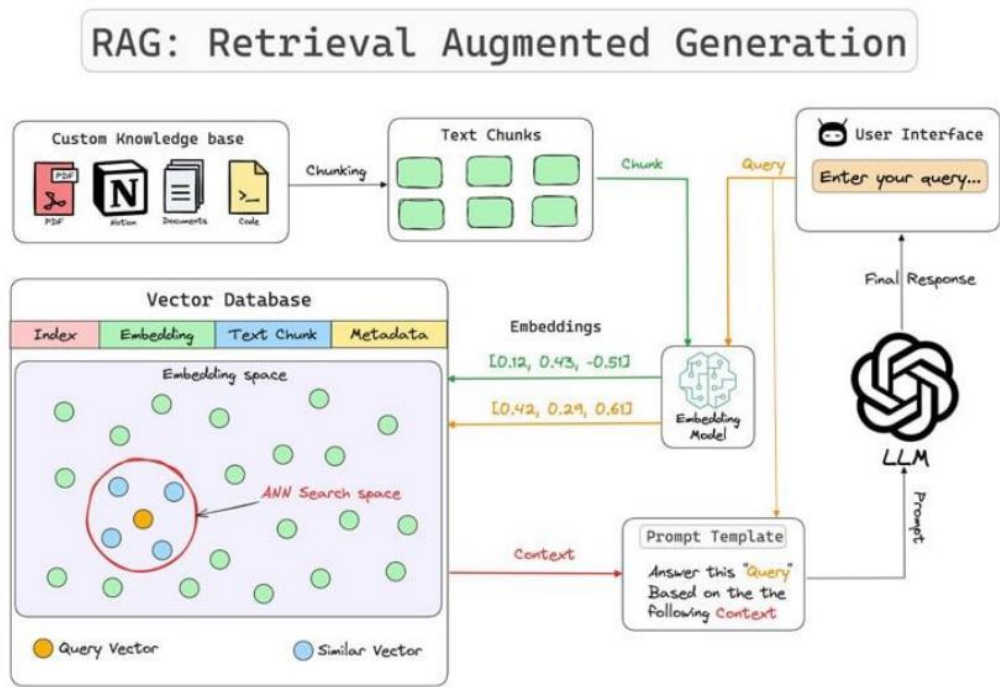 RAG: Retrieval Augmented Generation
Custom Knowledge base
PDF
PDF
Notion
Documents
Code
Chunking
Text Chunks
Chunk
Query
User Interface
Enter your query...
Final Response
Vector Database
Index
Embedding
Text Chunk
Metadata
Embedding space
ANN Search space
Query Vector
Similar Vector
Embeddings
[0.12, 0.43, -0.51]
[0.42, 0.29, 0.61]
Embedding
Model
LLM
Prompt
Context
Prompt Template
Answer this "Query"
Based on the the
following Context